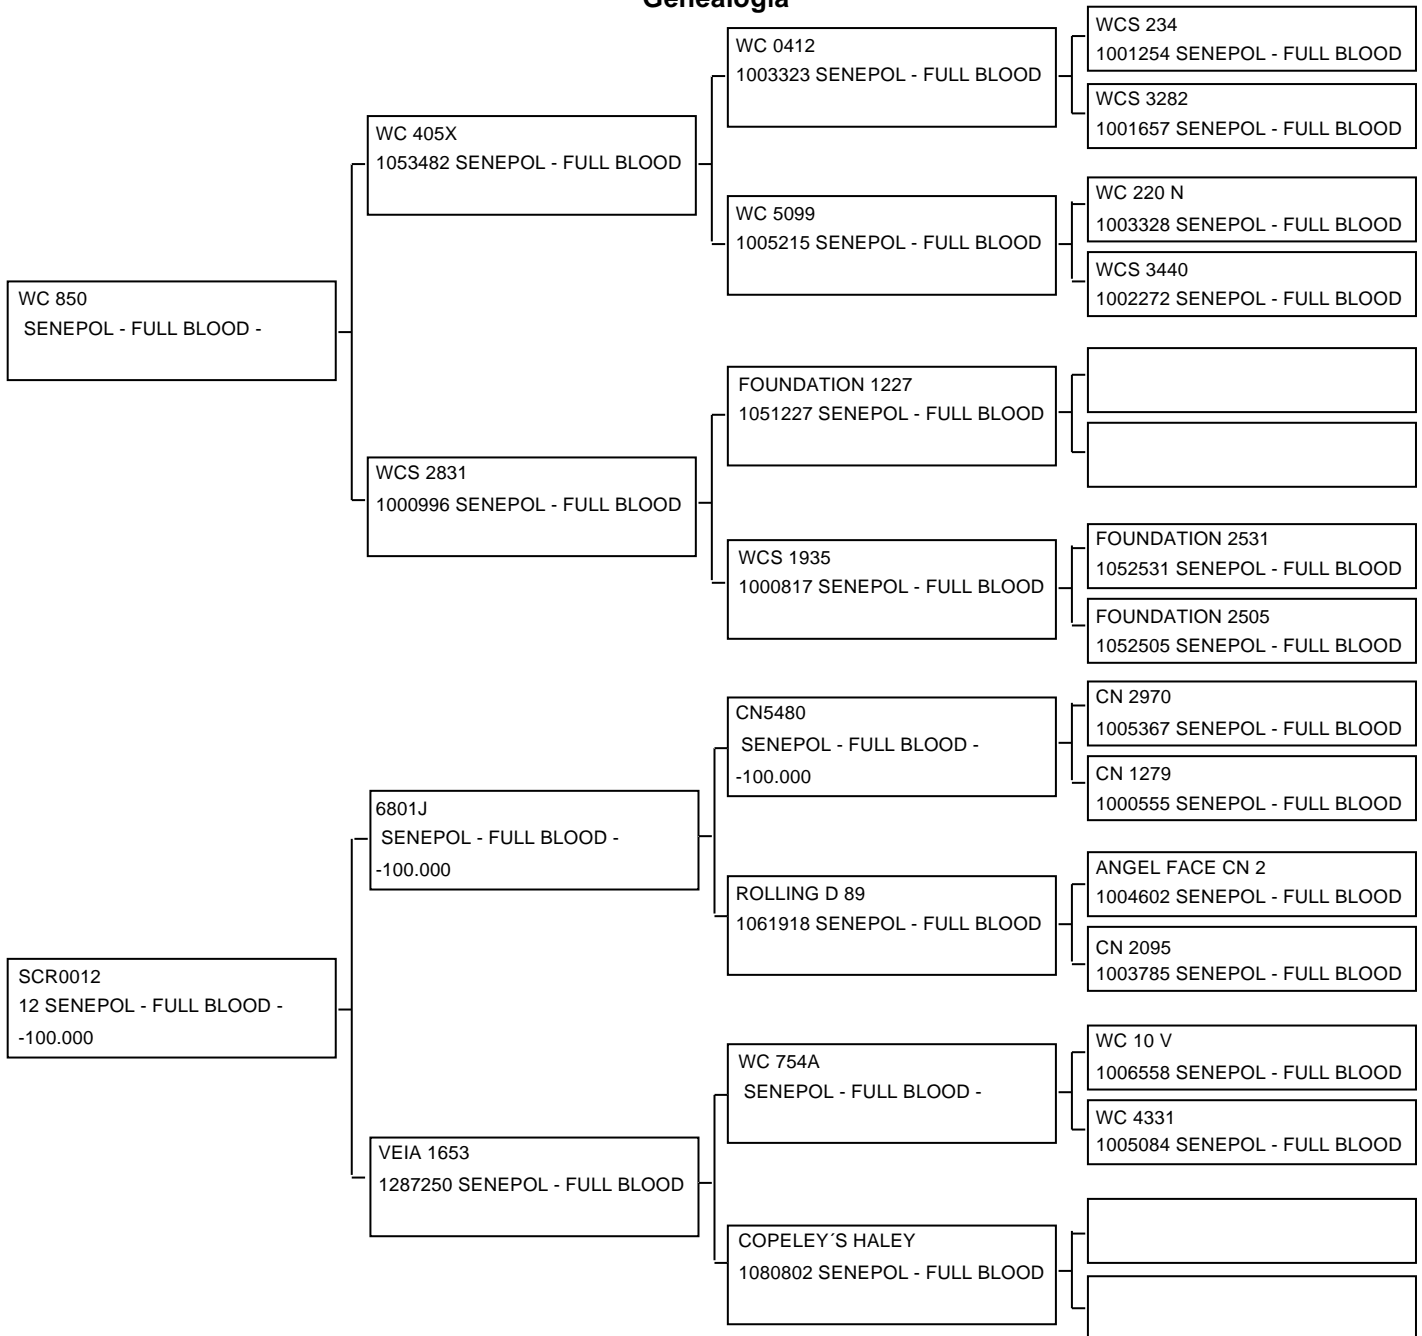 Genealogia
WC 850
SENEPOL - FULL BLOOD -
WC 405X
1053482 SENEPOL - FULL BLOOD
WCS 2831
1000996 SENEPOL - FULL BLOOD
WC 0412
1003323 SENEPOL - FULL BLOOD
WC 5099
1005215 SENEPOL - FULL BLOOD
FOUNDATION 1227
1051227 SENEPOL - FULL BLOOD
WCS 1935
1000817 SENEPOL - FULL BLOOD
WCS 234
1001254 SENEPOL - FULL BLOOD
WCS 3282
1001657 SENEPOL - FULL BLOOD
WC 220 N
1003328 SENEPOL - FULL BLOOD
WCS 3440
1002272 SENEPOL - FULL BLOOD
FOUNDATION 2531
1052531 SENEPOL - FULL BLOOD
FOUNDATION 2505
1052505 SENEPOL - FULL BLOOD
SCR0012
12 SENEPOL - FULL BLOOD -
-100.000
6801J
SENEPOL - FULL BLOOD -
-100.000
VEIA 1653
1287250 SENEPOL - FULL BLOOD
CN5480
SENEPOL - FULL BLOOD -
-100.000
ROLLING D 89
1061918 SENEPOL - FULL BLOOD
WC 754A
SENEPOL - FULL BLOOD -
COPELEY´S HALEY
1080802 SENEPOL - FULL BLOOD
CN 2970
1005367 SENEPOL - FULL BLOOD
CN 1279
1000555 SENEPOL - FULL BLOOD
ANGEL FACE CN 2
1004602 SENEPOL - FULL BLOOD
CN 2095
1003785 SENEPOL - FULL BLOOD
WC 10 V
1006558 SENEPOL - FULL BLOOD
WC 4331
1005084 SENEPOL - FULL BLOOD